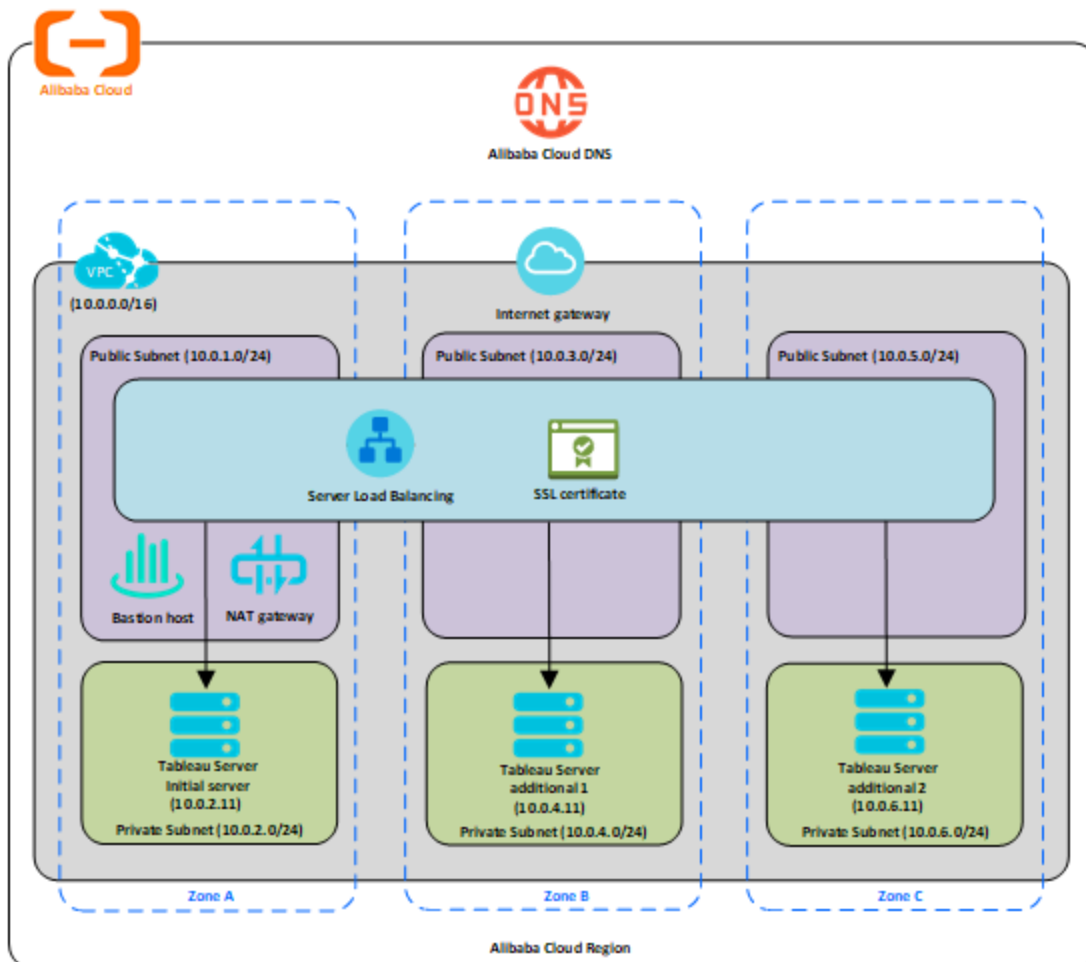 Alibaba Cloud
DNS
Alibaba Cloud DNS
VPC
(10.0.0.0/16)
Internet gateway
Public Subnet (10.0.1.0/24)
Public Subnet (10.0.3.0/24)
Public Subnet (10.0.5.0/24)
Server Load Balancing
SSL certificate
Bastion host
NAT gateway
Tableau Server
Initial server
(10.0.2.11)
Private Subnet (10.0.2.0/24)
Tableau Server
additional 1
(10.0.4.11)
Private Subnet (10.0.4.0/24)
Tableau Server
additional 2
(10.0.6.11)
Private Subnet (10.0.6.0/24)
Zone A
Zone B
Zone C
Alibaba Cloud Region